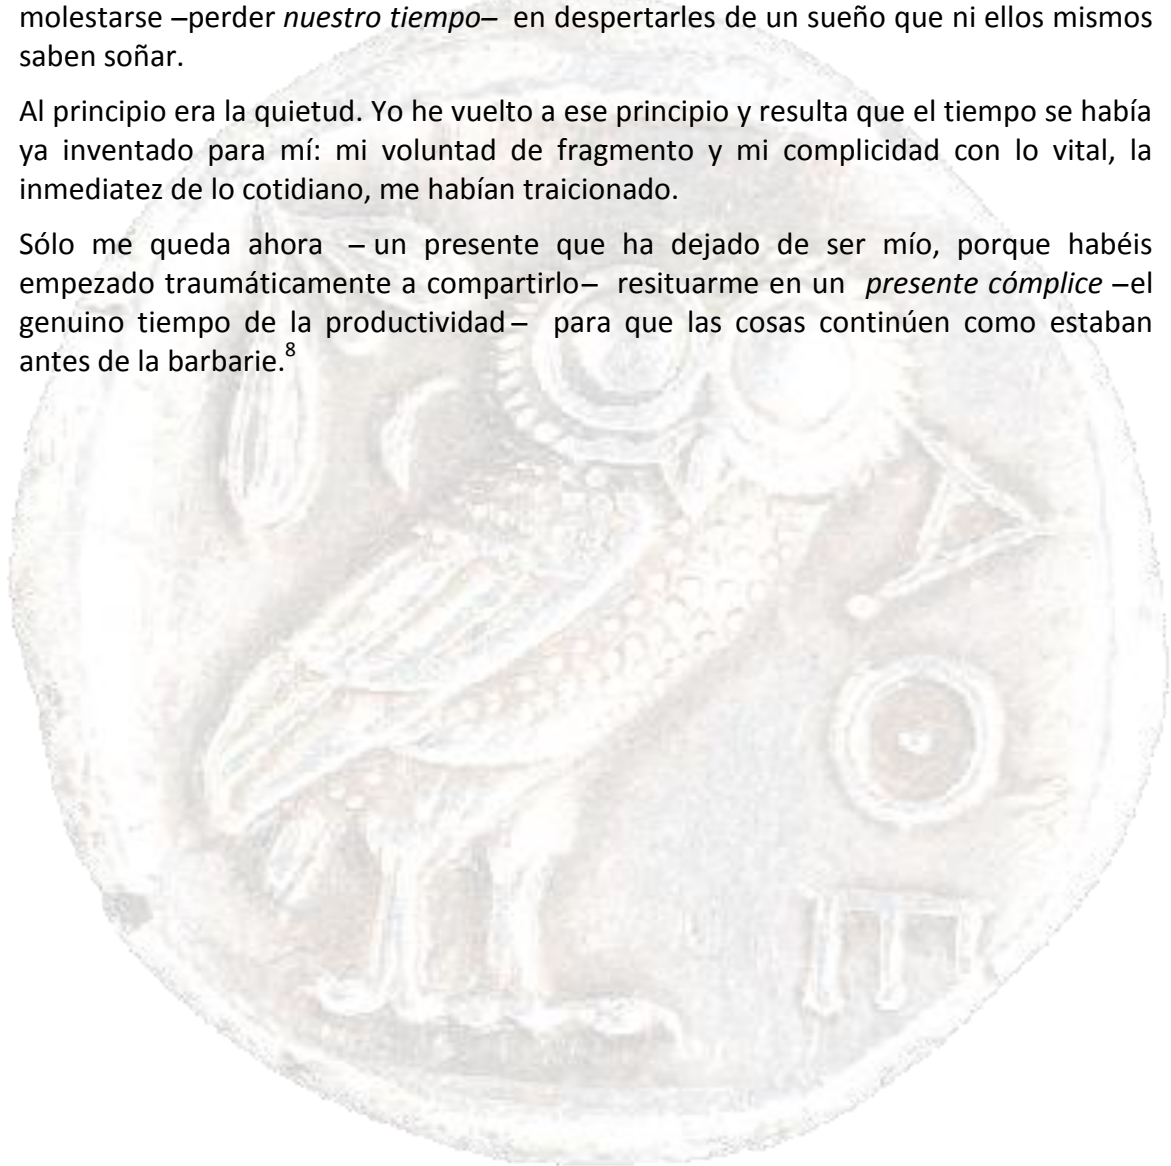 molestarse –perder nuestro tiempo– en despertarles de un sueño que ni ellos mismos
saben soñar.
Al principio era la quietud. Yo he vuelto a ese principio y resulta que el tiempo se había
ya inventado para mí: mi voluntad de fragmento y mi complicidad con lo vital, la
inmediatez de lo cotidiano, me habían traicionado.
Sólo me queda ahora – un presente que ha dejado de ser mío, porque habéis
empezado traumáticamente a compartirlo– resituarme en un presente cómplice –el
genuino tiempo de la productividad – para que las cosas continúen como estaban
antes de la barbarie.8